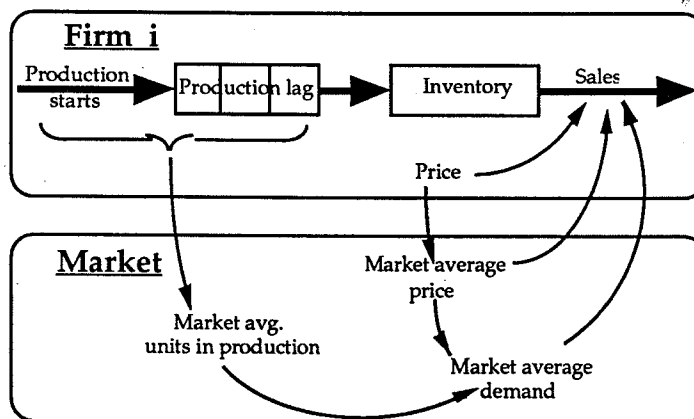 Firm i
Production
starts
Production lag
Inventory
Sales
Price
Market
Market average
price
Market avg.
units in production
Market average
demand